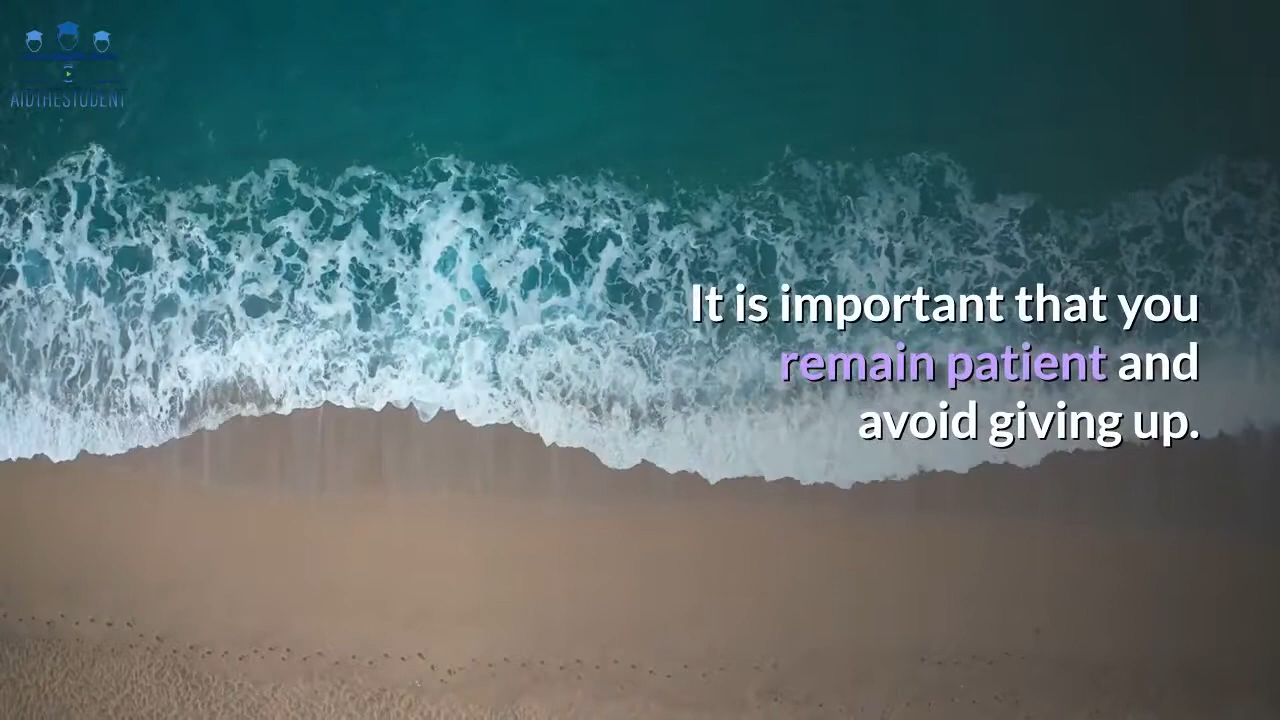 AIDTHESTUDENT
It is important that you
remain patient and
avoid giving up.